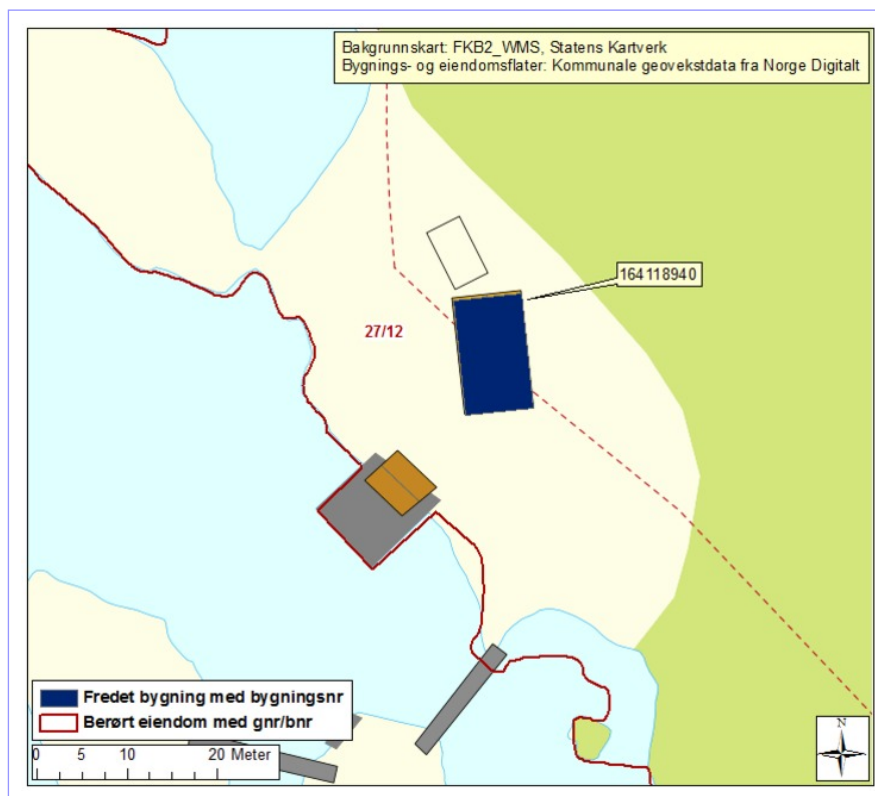 Bakgrunnskart: FKB2_WMS, Statens Kartverk
Bygnings- og eiendomsflater: Kommunale geovekstdata fra Norge Digitalt
164118940
27/12
Fredet bygning med bygningsnr
Berørt eiendom med gnr/bnr
0 5 10 20 Meter
N